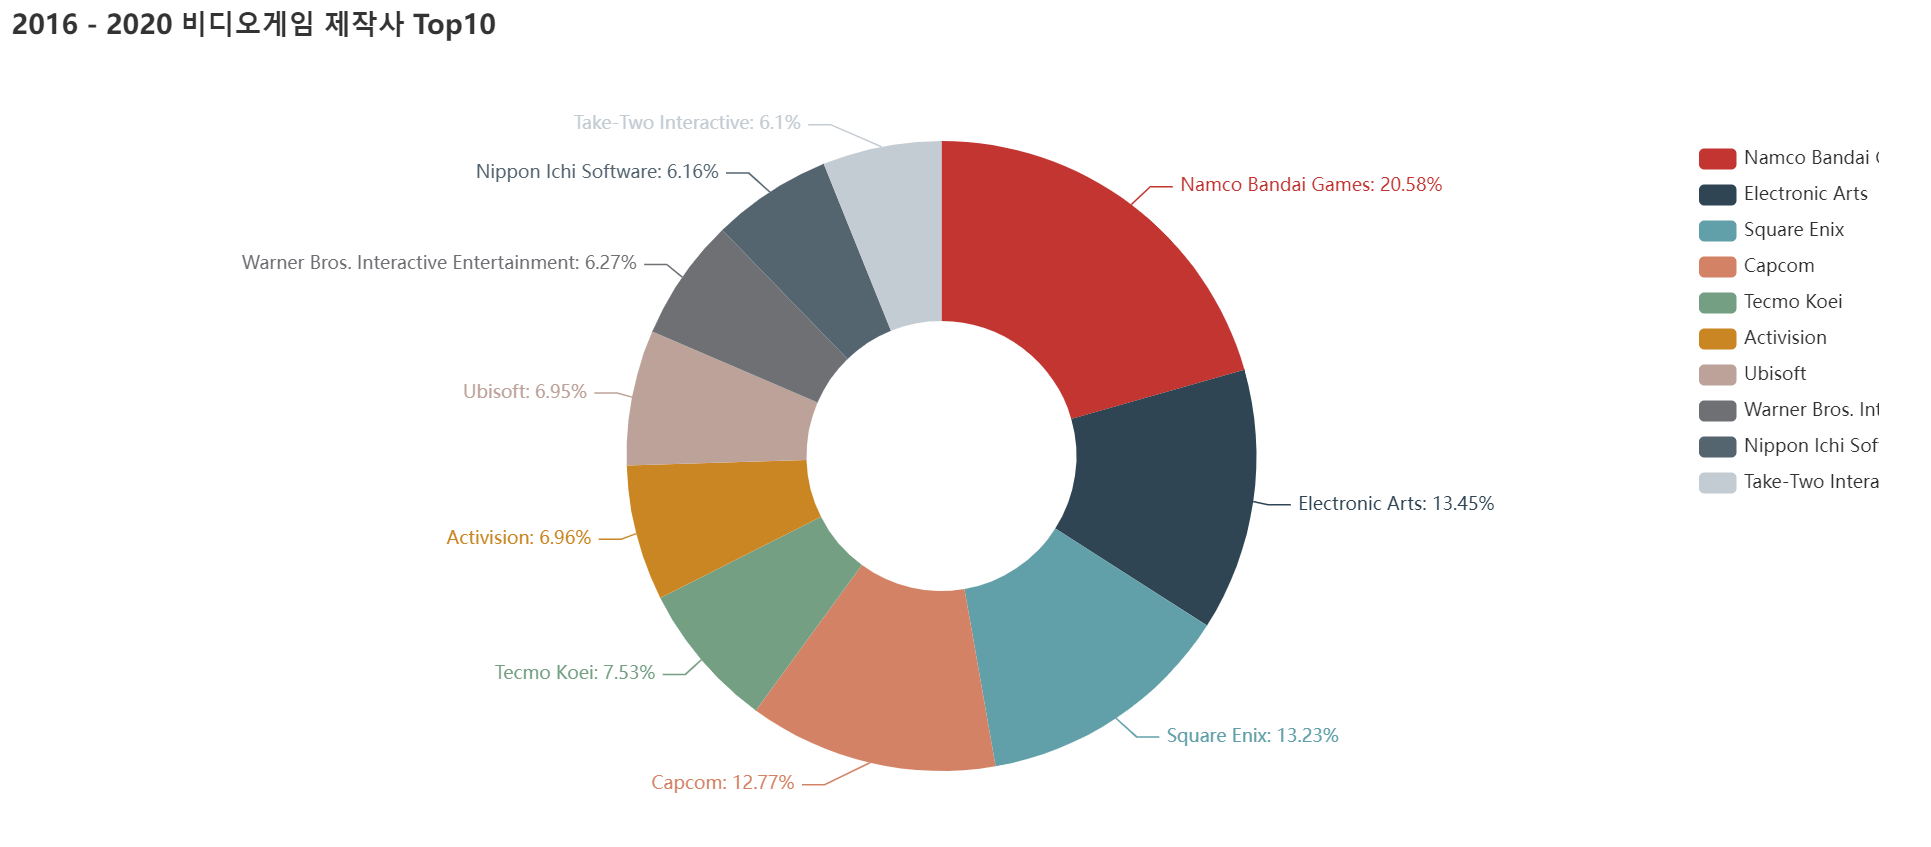 2016 - 2020 비디오게임 제작사 Top10
Take-Two Interactive: 6.1%
Nippon Ichi Software: 6.16%
Namco Bandai Games: 20.58%
Warner Bros. Interactive Entertainment: 6.27%
Ubisoft: 6.95%
Electronic Arts: 13.45%
Activision: 6.96%
Tecmo Koei: 7.53%
Square Enix: 13.23%
Capcom: 12.77%
Namco Bandai
Electronic Arts
Square Enix
Capcom
Tecmo Koei
Activision
Ubisoft
Warner Bros. Int
Nippon Ichi Sof
Take-Two Intera